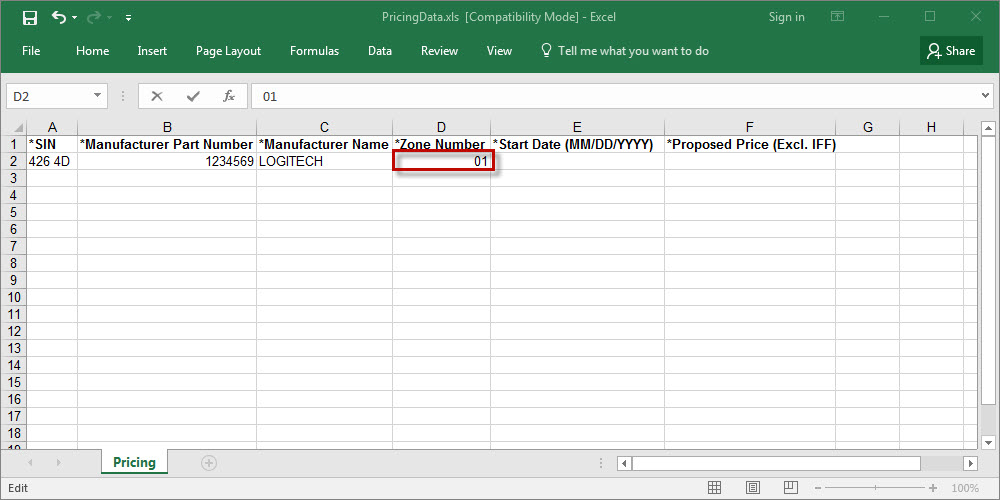 PricingData.xls [Compatibility Mode] - Excel Sign in
File Home Insert Page Layout Formulas Data Review View Tell me what you want to do Share
D2 fx 01
A B C D E F G H
1 *SIN *Manufacturer Part Number *Manufacturer Name *Zone Number *Start Date (MM/DD/YYYY) *Proposed Price (Excl. IFF)
2 426 4D 1234569 LOGITECH 01
3
4
5
6
7
8
9
10
11
12
13
14
15
16
17
18
19
Pricing
Edit 100%